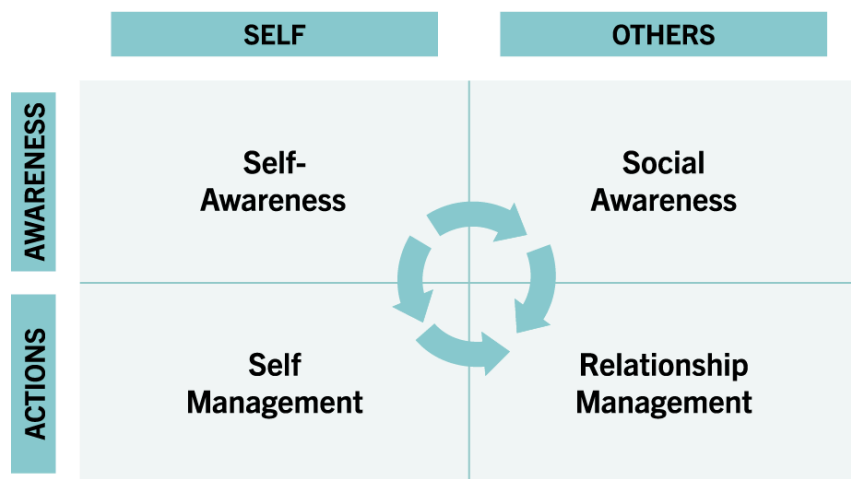 SELF
OTHERS
AWARENESS
Self-
Awareness
Social
Awareness
ACTIONS
Self
Management
Relationship
Management